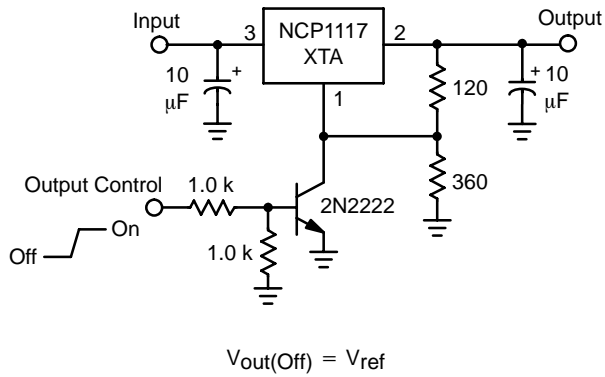 Input
Output
3
NCP1117
XTA
2
10
μF
+
1
120
+
10
μF
360
Output Control
1.0 k
2N2222
On
Off
1.0 k
Vout(Off) = Vref